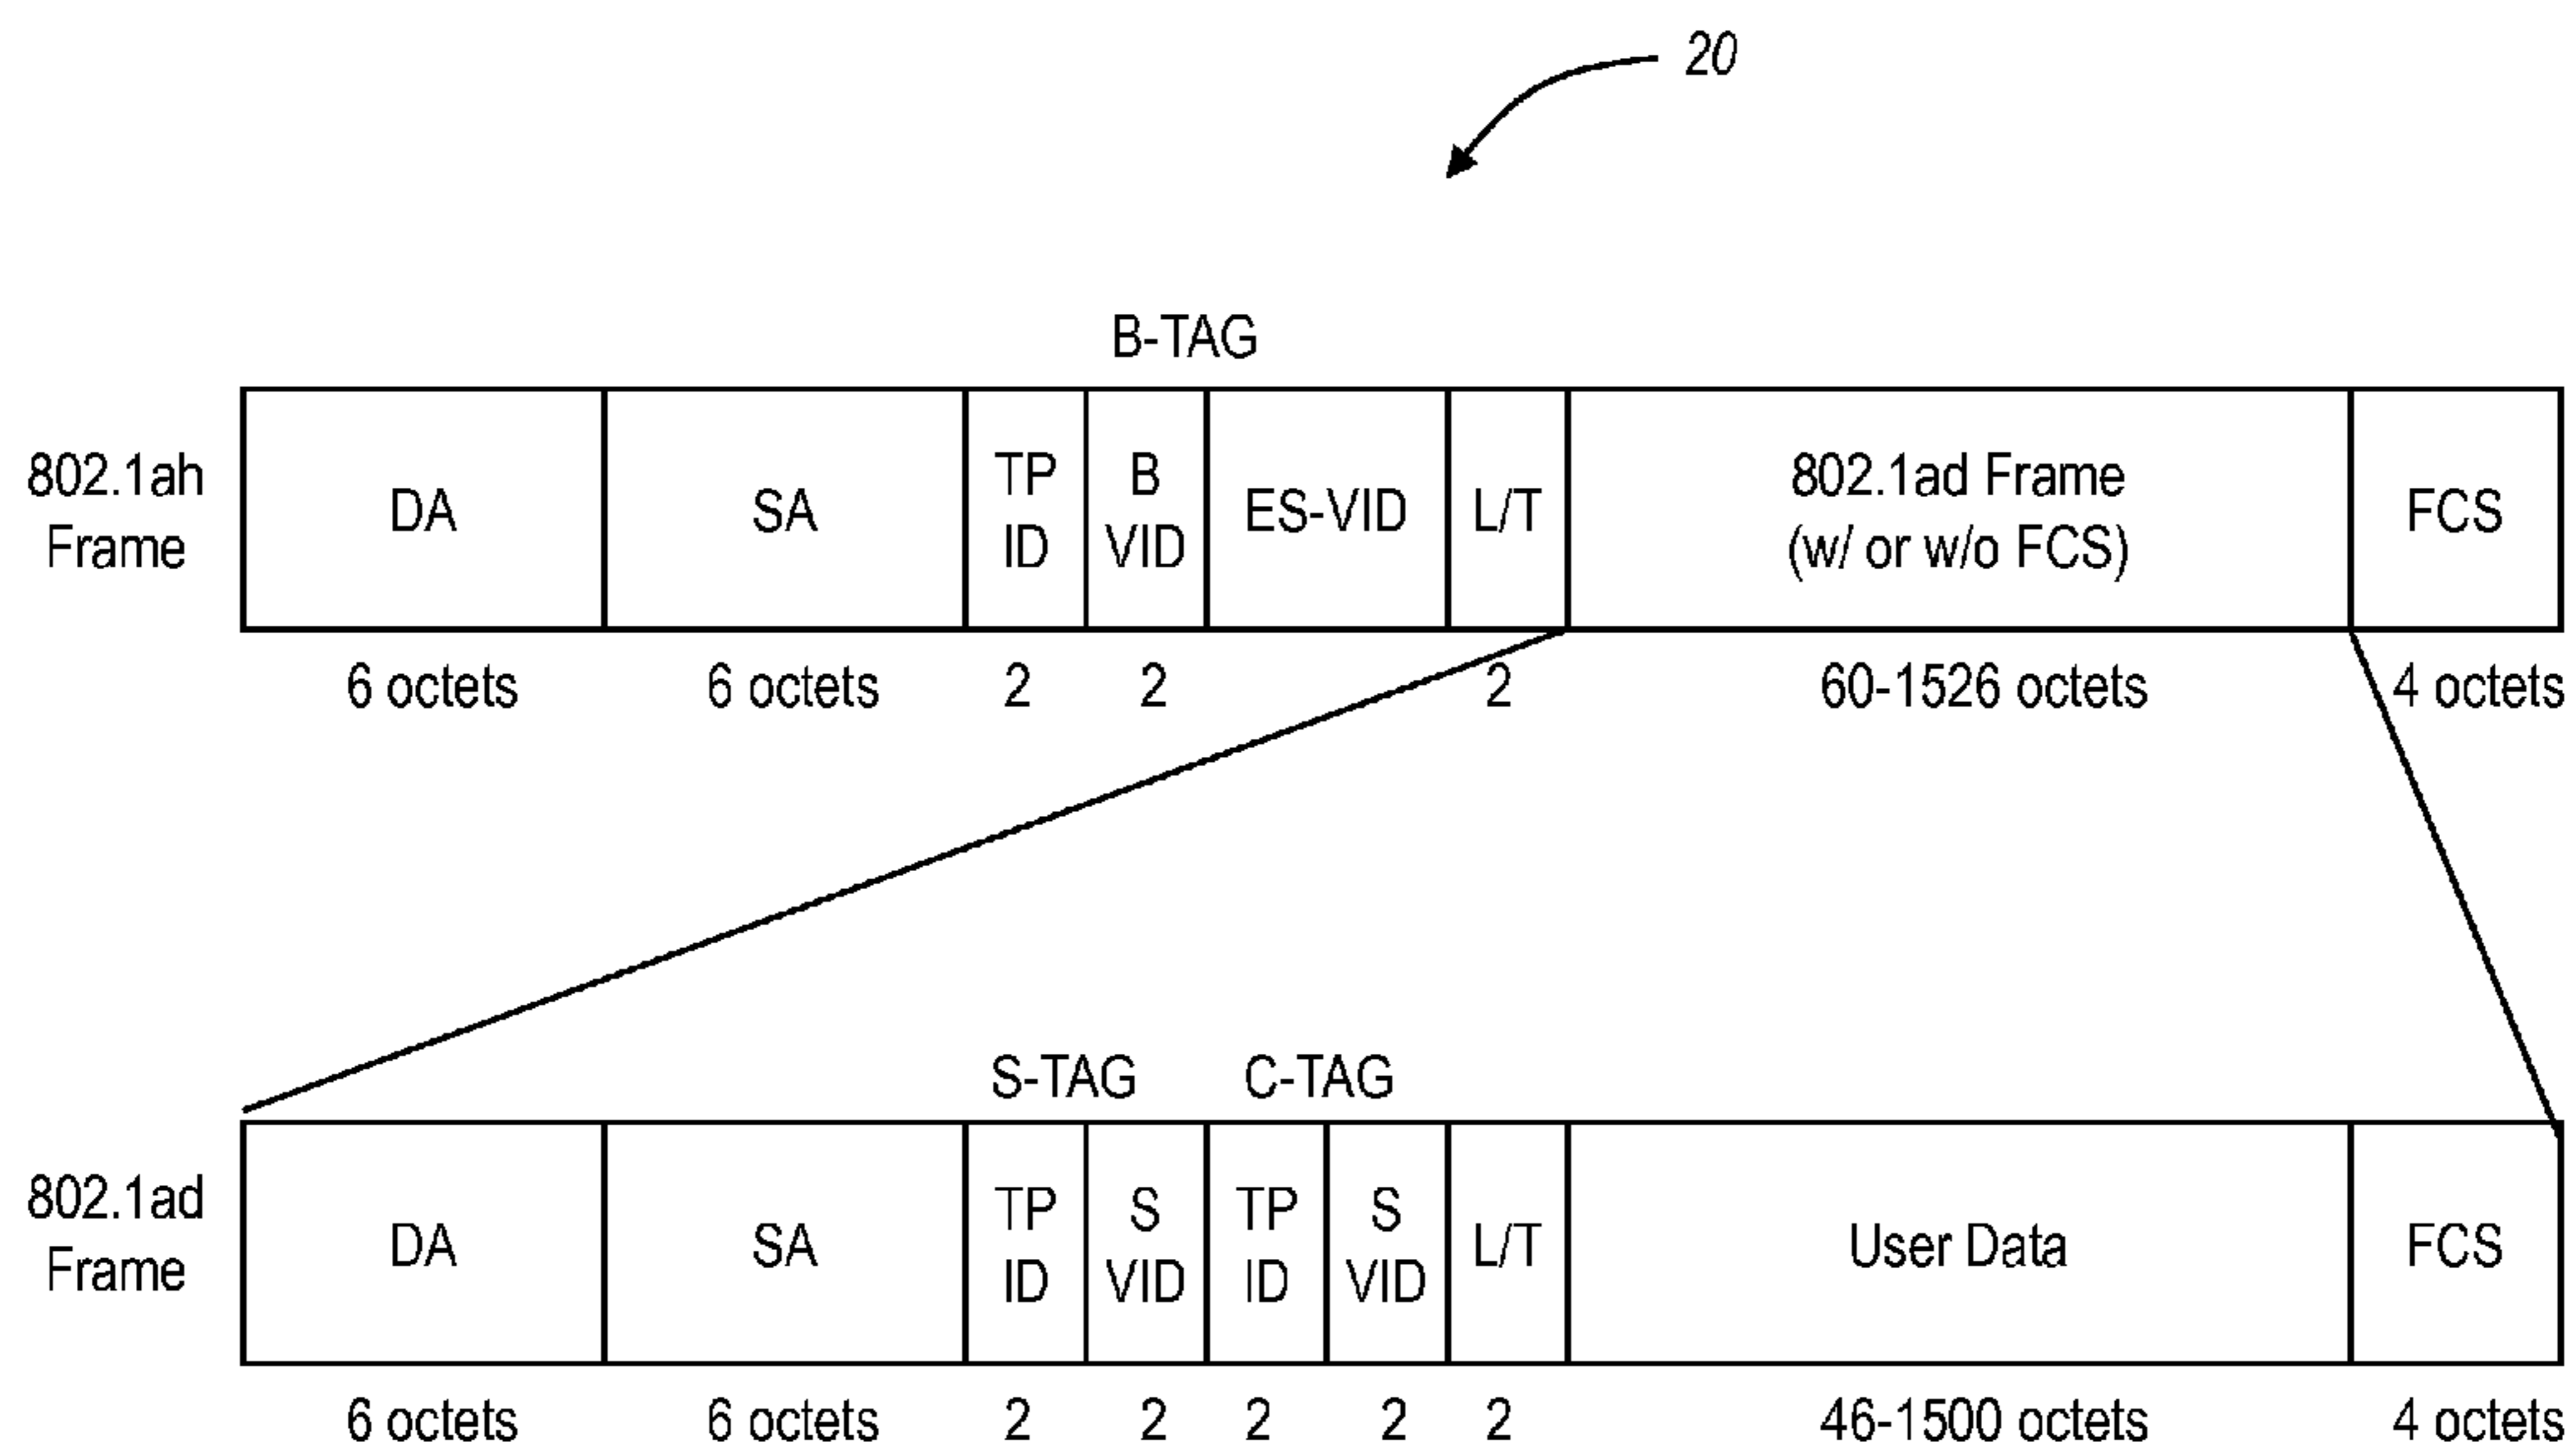 20
B-TAG
802.1ah
Frame
DA
SA
TP
ID
B
VID
ES-VID
L/T
802.1ad Frame
(w/ or w/o FCS)
FCS
6 octets
6 octets
2
2
2
60-1526 octets
4 octets
S-TAG
C-TAG
802.1ad
Frame
DA
SA
TP
ID
S
VID
TP
ID
S
VID
L/T
User Data
FCS
6 octets
6 octets
2
2
2
2
2
46-1500 octets
4 octets